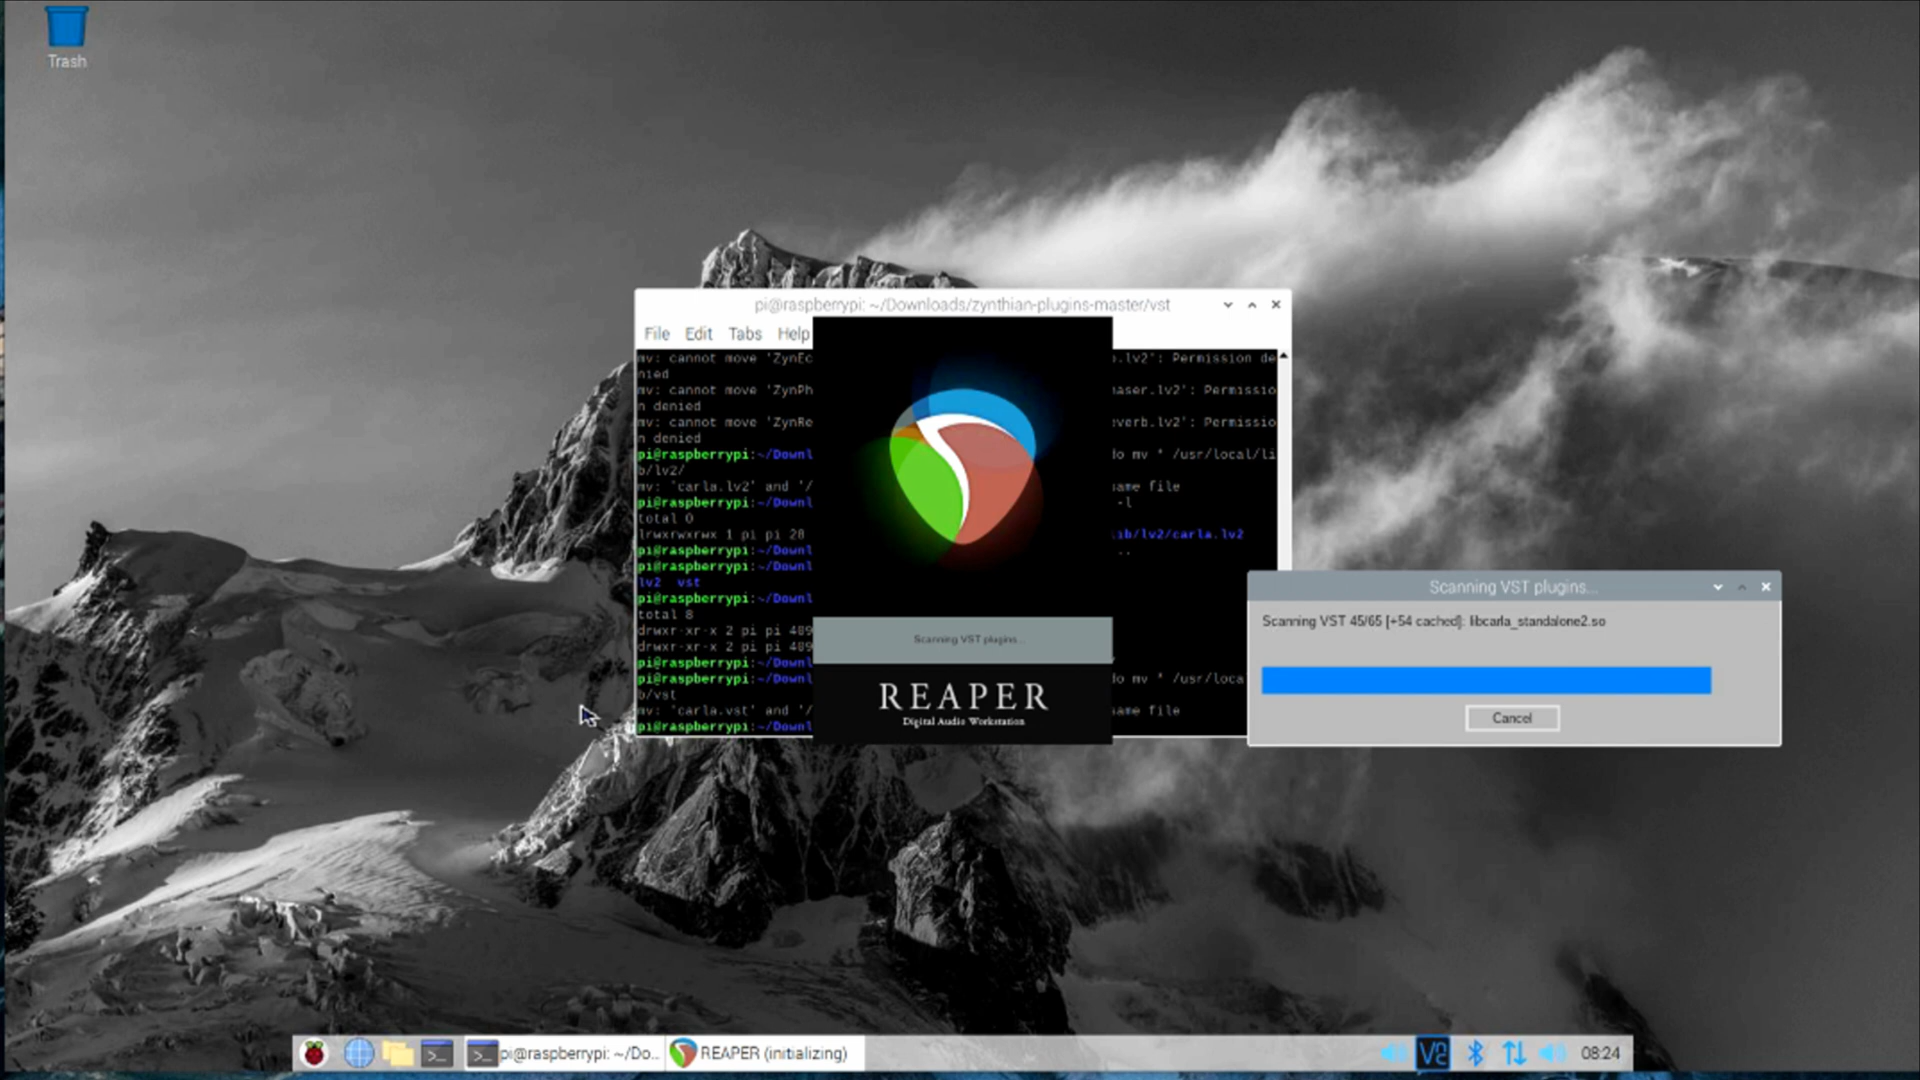 Trash
pi@raspberrypi: ~/Downloads/zynthian-plugins-master/vst
File Edit Tabs Help
mv: cannot move 'ZynEc .lv2': Permission de
nied
mv: cannot move 'ZynPh aser.lv2': Permissio
n denied
mv: cannot move 'ZynRe verb.lv2': Permissio
n denied
pi@raspberrypi:~/Downl do mv * /usr/local/li
b/lv2/
mv: 'carla.lv2' and '/ ame file
pi@raspberrypi:~/Downl -l
total 0
lrwxrwxrwx 1 pi pi 28 ib/lv2/carla.lv2
pi@raspberrypi:~/Downl ..
pi@raspberrypi:~/Downl
lv2 vst
pi@raspberrypi:~/Downl
total 8
drwxr-xr-x 2 pi pi 409
drwxr-xr-x 2 pi pi 409
pi@raspberrypi:~/Downl
pi@raspberrypi:~/Downl do mv * /usr/loca
b/vst
mv: 'carla.vst' and '/ ame file
pi@raspberrypi:~/Downl
Scanning VST plugins...
REAPER
Digital Audio Workstation
Scanning VST plugins...
Scanning VST 45/65 [+54 cached]: libcarla_standalone2.so
Cancel
pi@raspberrypi: ~/Do...
REAPER (initializing)
V2
08:24